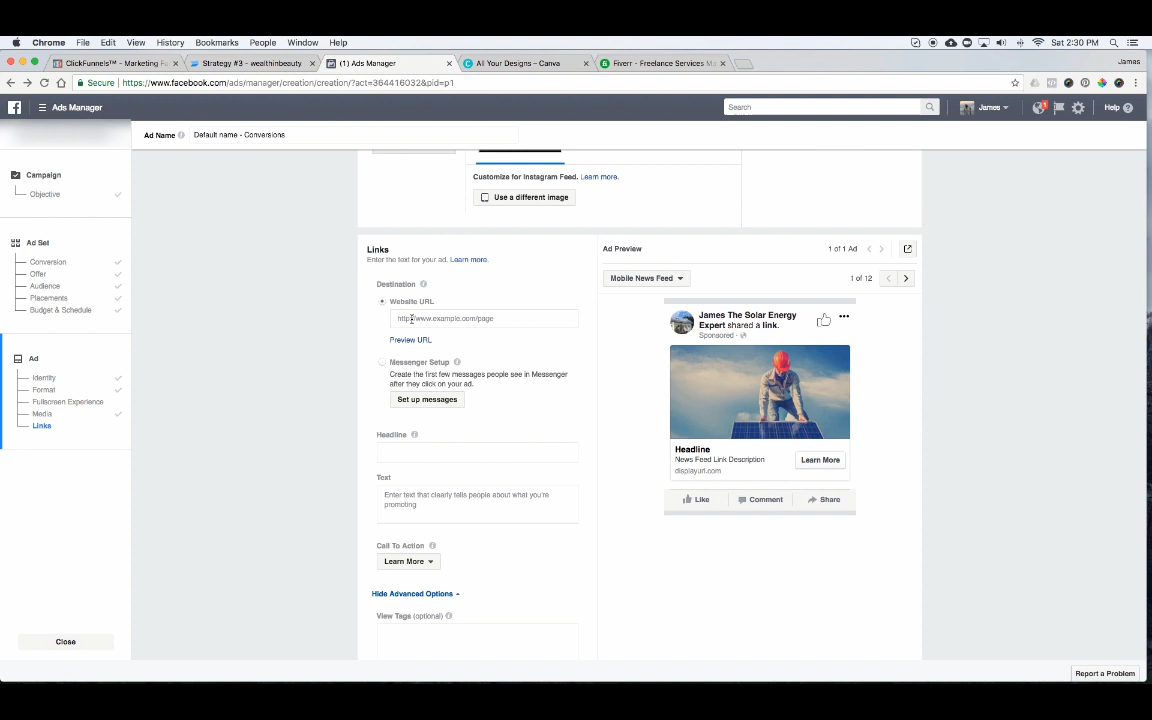 Chrome File Edit View History Bookmarks People Window Help Sat 2:30 PM
ClickFunnels™ - Marketing Fu Strategy #3 - wealthinbeauty (1) Ads Manager All Your Designs - Canva Fiverr - Freelance Services Ma James
Secure https://www.facebook.com/ads/manager/creation/creation/?act=364416032&pid=p1
Ads Manager Search James 1 Help
Ad Name Default name - Conversions
Campaign
Objective
Ad Set
Conversion
Offer
Audience
Placements
Budget & Schedule
Ad
Identity
Format
Fullscreen Experience
Media
Links
Close
Customize for Instagram Feed. Learn more.
Use a different image
Links
Enter the text for your ad. Learn more.
Destination
Website URL
www.example.com/page
Preview URL
Messenger Setup
Create the first few messages people see in Messenger
after they click on your ad.
Set up messages
Headline
Text
Enter text that clearly tells people about what you're
promoting
Call To Action
Learn More
Hide Advanced Options
View Tags (optional)
Ad Preview 1 of 1 Ad
Mobile News Feed 1 of 12
James The Solar Energy
Expert shared a link.
Sponsored ·
Headline
News Feed Link Description
displayurl.com
Learn More
Like Comment Share
Report a Problem